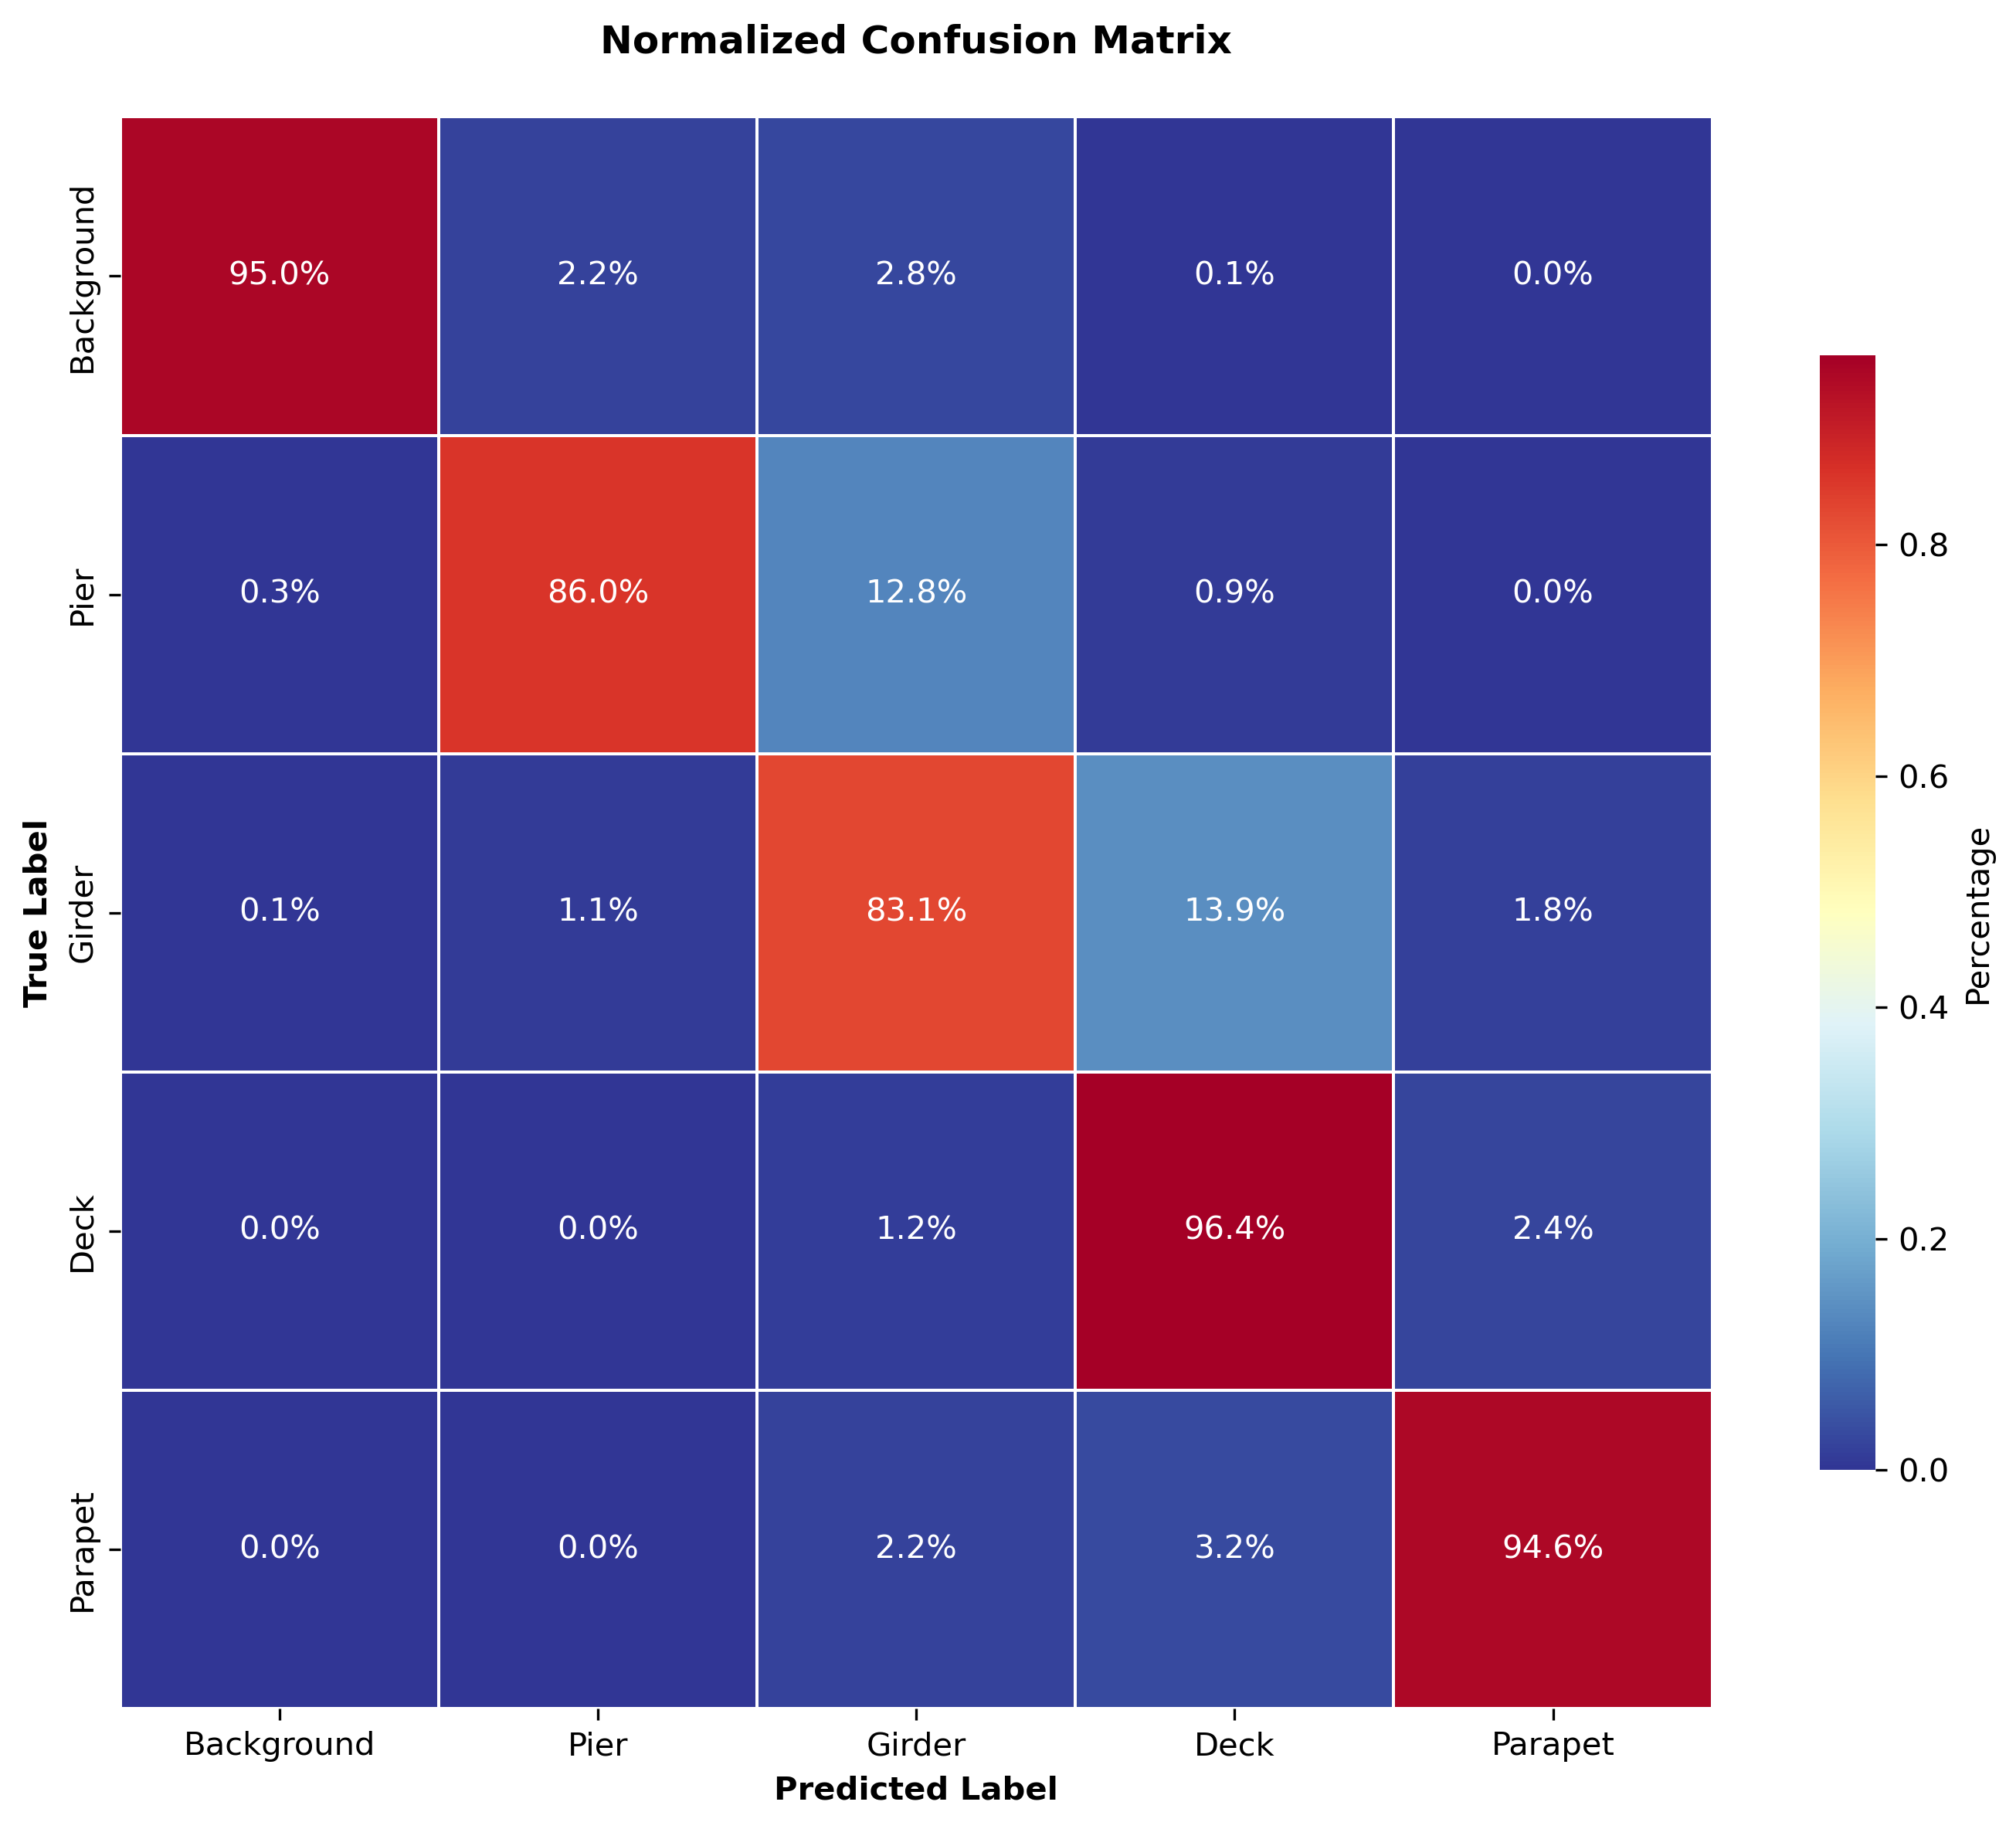 Normalized Confusion Matrix
True Label
Background
95.0% 2.2% 2.8% 0.1% 0.0%
Pier
0.3% 86.0% 12.8% 0.9% 0.0%
Girder
0.1% 1.1% 83.1% 13.9% 1.8%
Deck
0.0% 0.0% 1.2% 96.4% 2.4%
Parapet
0.0% 0.0% 2.2% 3.2% 94.6%
Background Pier Girder Deck Parapet
Predicted Label
0.8
0.6
0.4
0.2
0.0
Percentage